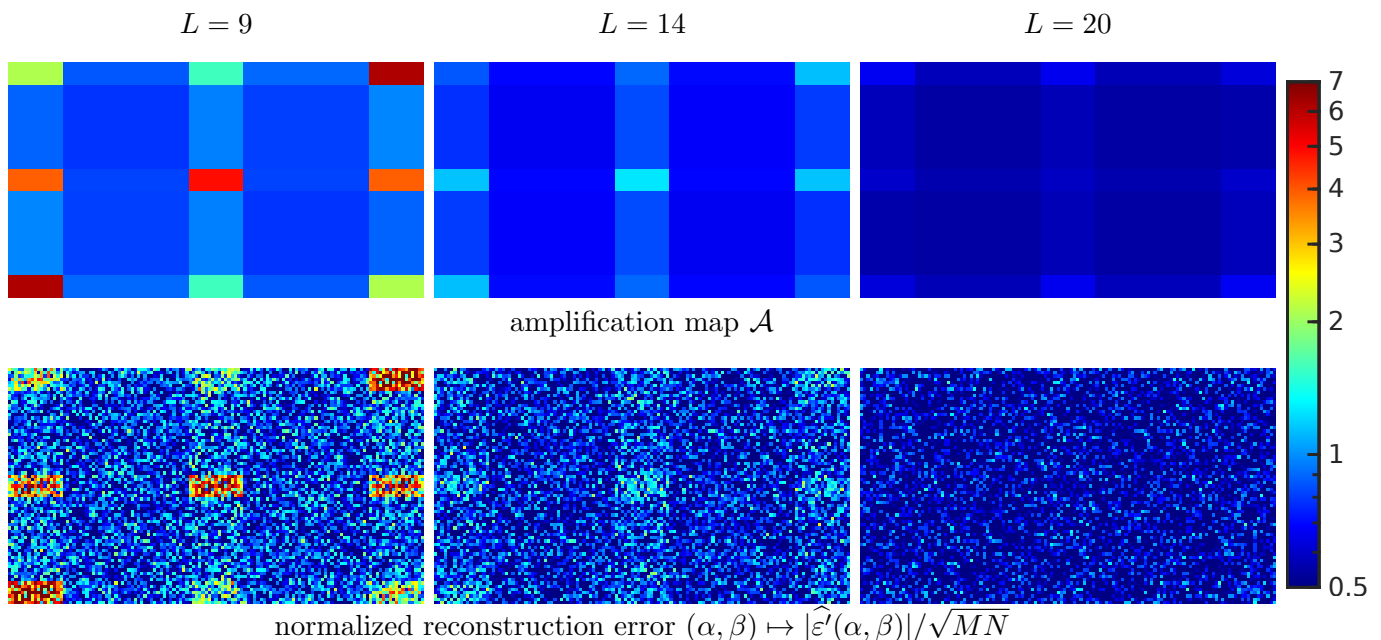 L = 9 L = 14 L = 20
7
6
5
4
3
2
1
0.5
amplification map 𝒜
normalized reconstruction error (α, β) ↦ |ε̂′(α, β)|/√MN